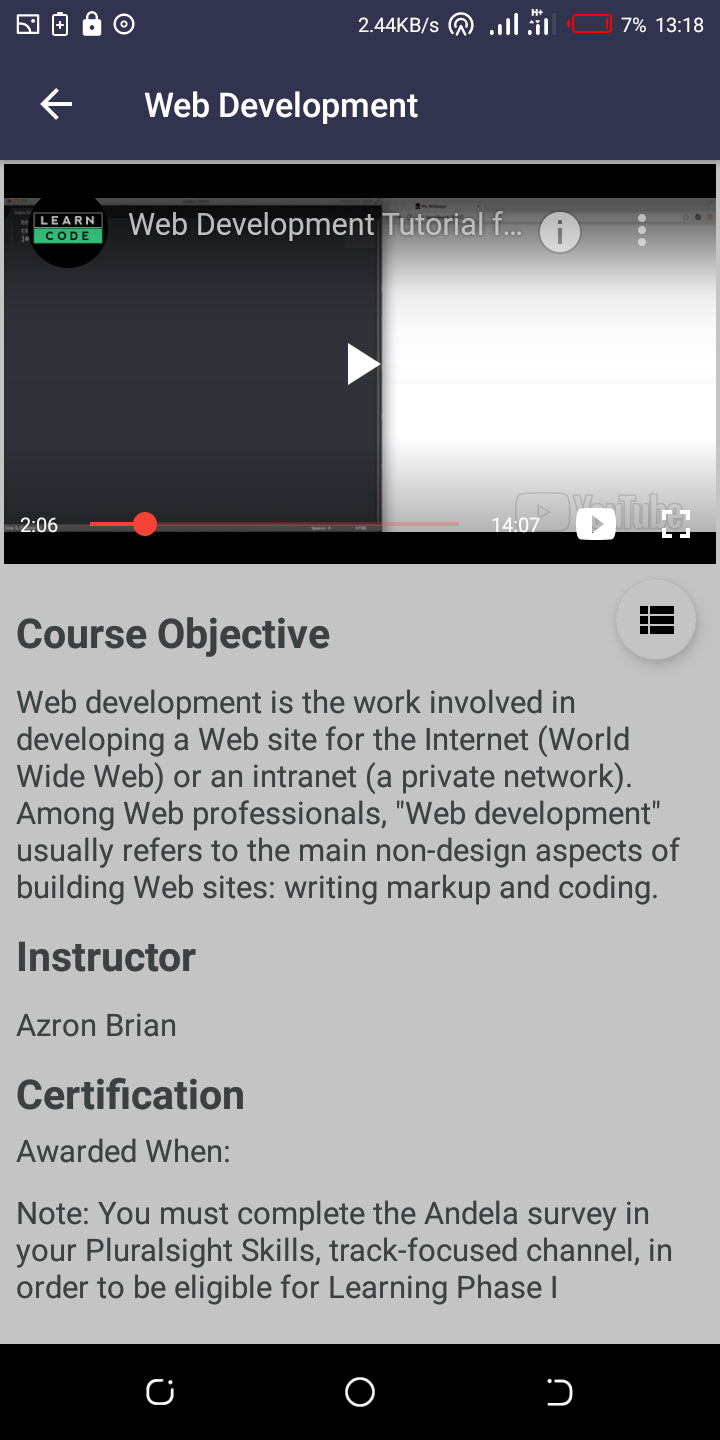 2.44KB/s H+ 7% 13:18
Web Development
LEARN
CODE
Web Development Tutorial f...
2:06 14:07
YouTube
Course Objective
Web development is the work involved in
developing a Web site for the Internet (World
Wide Web) or an intranet (a private network).
Among Web professionals, "Web development"
usually refers to the main non-design aspects of
building Web sites: writing markup and coding.
Instructor
Azron Brian
Certification
Awarded When:
Note: You must complete the Andela survey in
your Pluralsight Skills, track-focused channel, in
order to be eligible for Learning Phase I